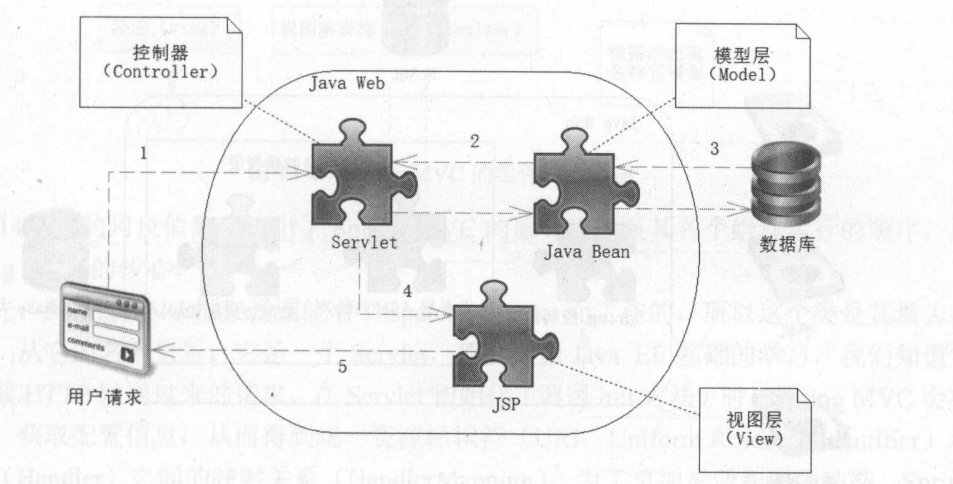 控制器
（Controller）
模型层
（Model）
Java Web
1
2
3
Servlet
Java Bean
数据库
4
name
e-mail
comments
5
用户请求
JSP
视图层
（View）